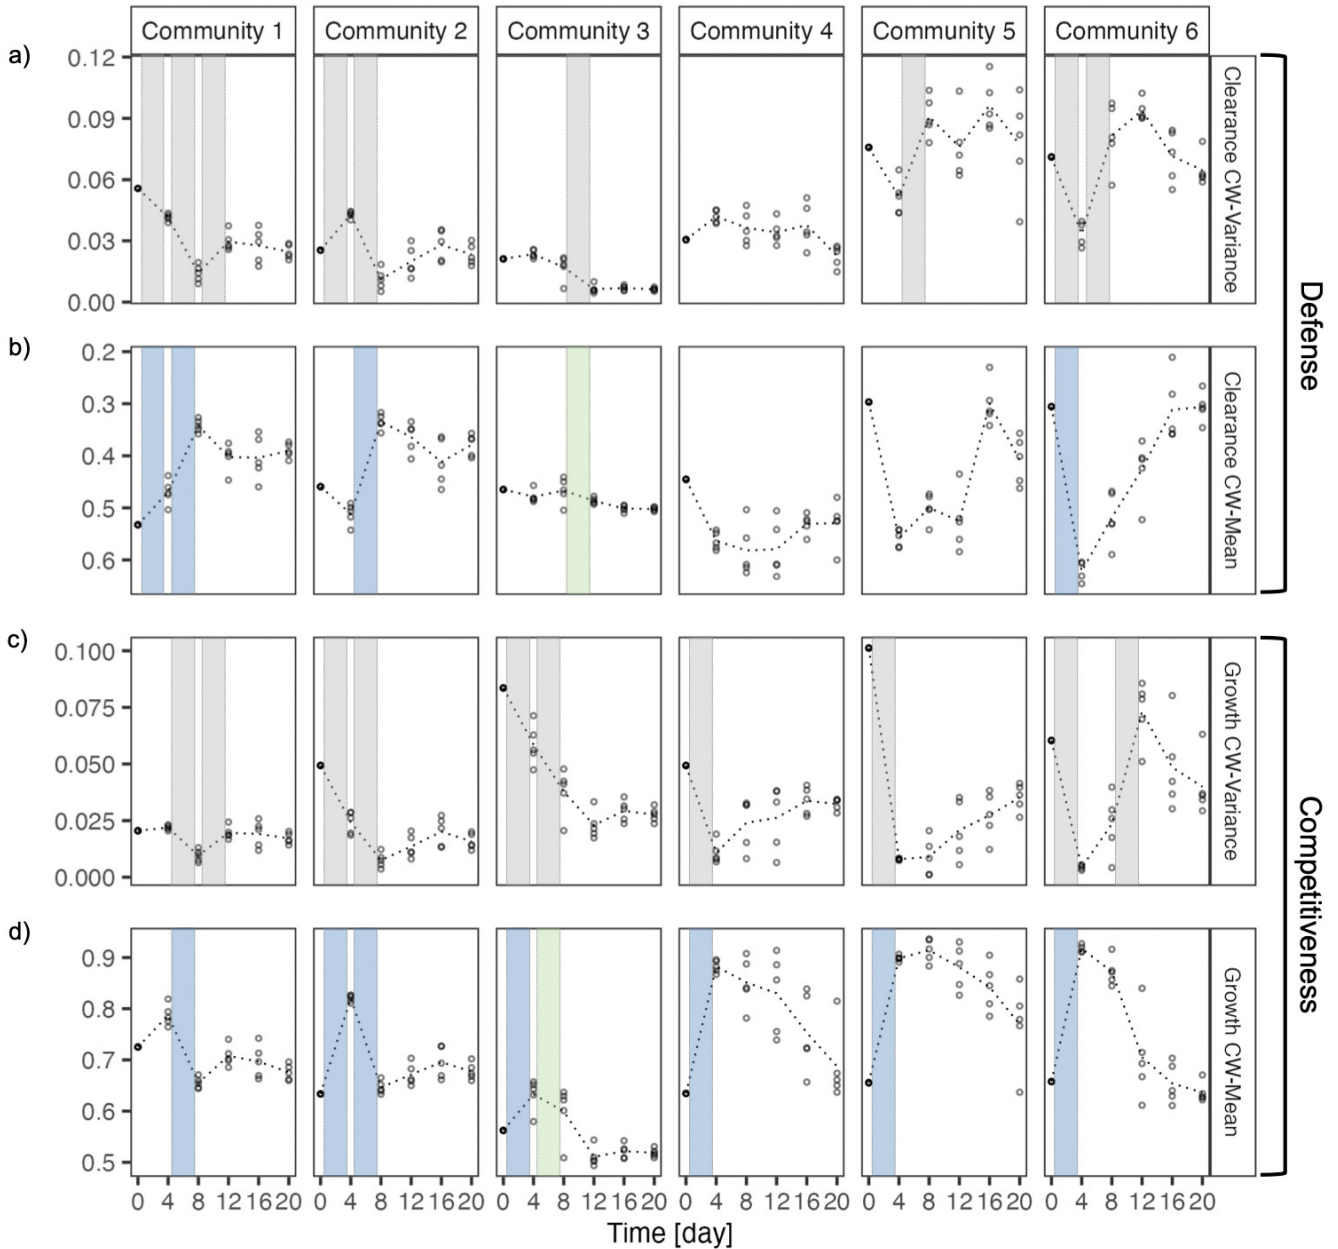 Community 1 Community 2 Community 3 Community 4 Community 5 Community 6
a)
0.12
0.09
0.06
0.03
0.00
Clearance CW-Variance
b)
0.2
0.3
0.4
0.5
0.6
Clearance CW-Mean
Defense
c)
0.100
0.075
0.050
0.025
0.000
Growth CW-Variance
d)
0.9
0.8
0.7
0.6
0.5
Growth CW-Mean
Competitiveness
0 4 8 12 16 20 0 4 8 12 16 20 0 4 8 12 16 20 0 4 8 12 16 20 0 4 8 12 16 20 0 4 8 12 16 20
Time [day]